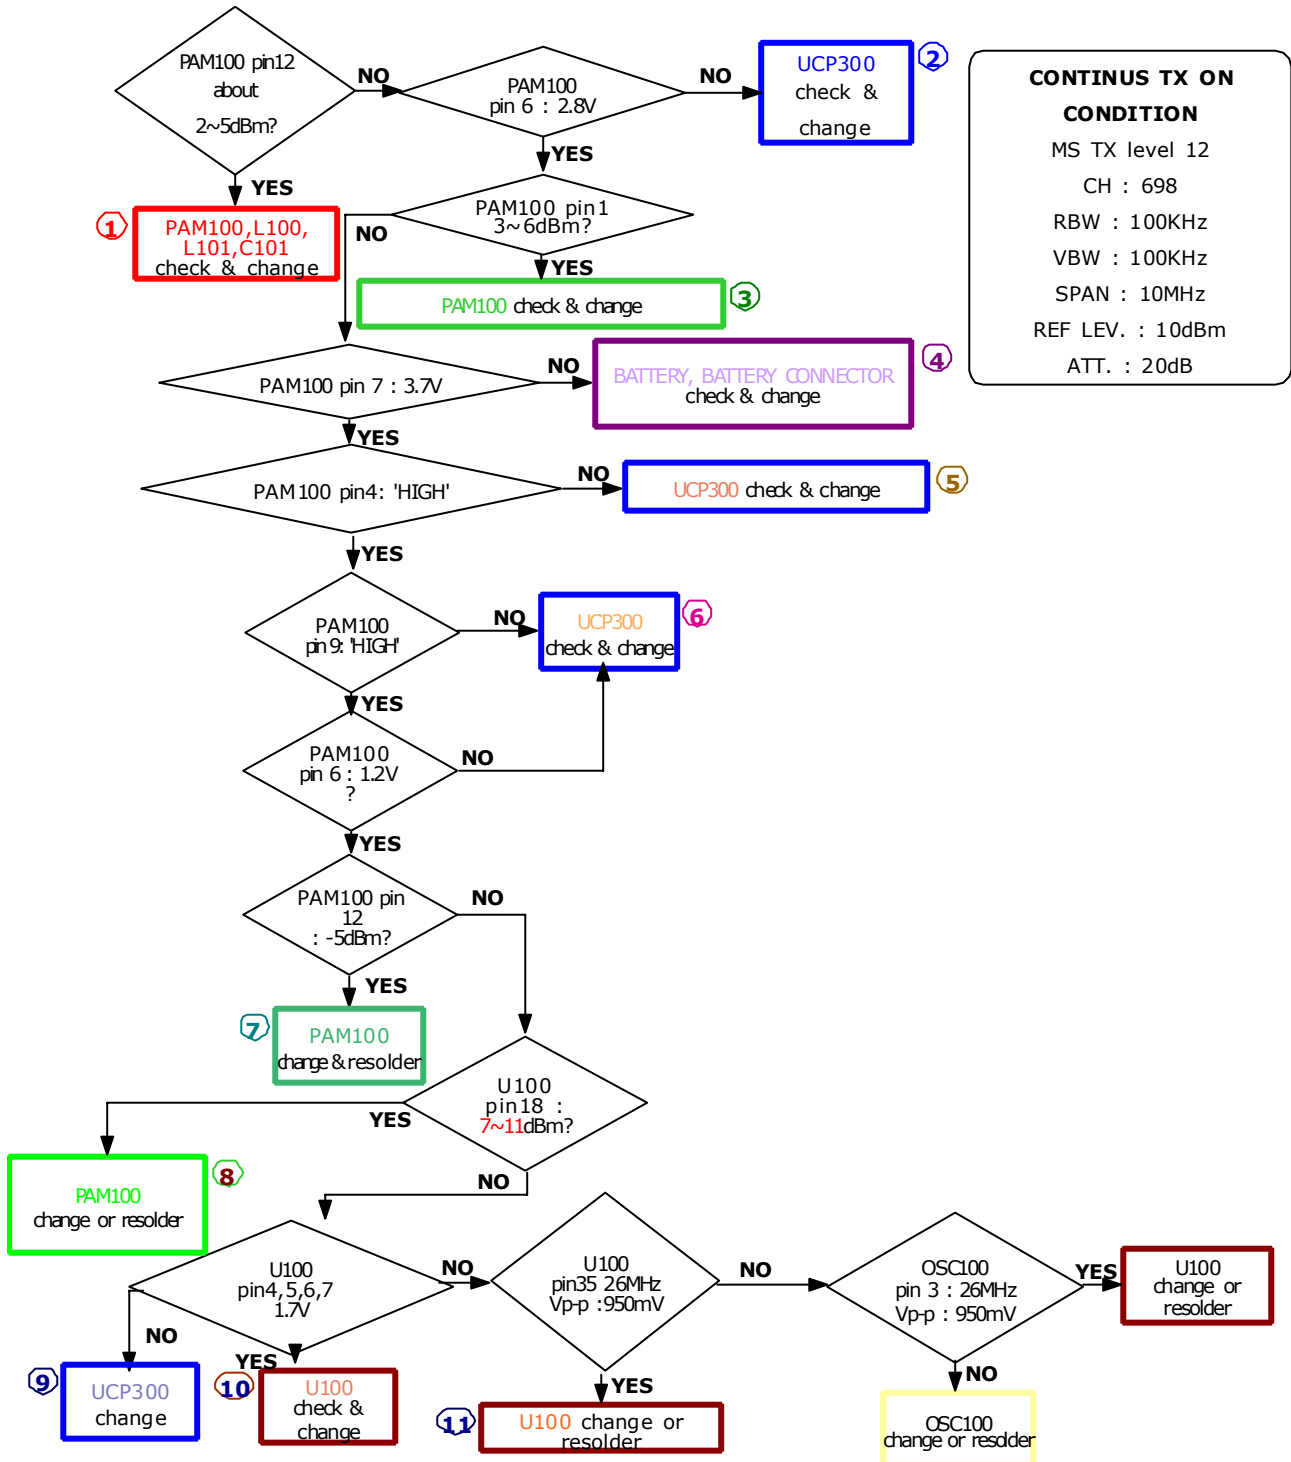 PAM100 pin12
about
2~5dBm?
NO
PAM100
pin 6 : 2.8V
NO
UCP300
check &
change
2
CONTINUS TX ON
CONDITION
MS TX level 12
CH : 698
RBW : 100KHz
VBW : 100KHz
SPAN : 10MHz
REF LEV. : 10dBm
ATT. : 20dB
YES
YES
1
PAM100,L100,
L101,C101
check & change
PAM100 pin1
3~6dBm?
NO
YES
PAM100 check & change
3
PAM100 pin 7 : 3.7V
NO
BATTERY, BATTERY CONNECTOR
check & change
4
YES
PAM100 pin4: 'HIGH'
NO
UCP300 check & change
5
YES
PAM100
pin9: 'HIGH'
NO
UCP300
check & change
6
YES
PAM100
pin 6 : 1.2V
?
NO
YES
PAM100 pin
12
: -5dBm?
NO
YES
7
PAM100
change & resolder
U100
pin18 :
7~11dBm?
YES
NO
PAM100
change or resolder
8
U100
pin4,5,6,7
1.7V
NO
U100
pin35 26MHz
Vp-p :950mV
NO
OSC100
pin 3 : 26MHz
Vp-p : 950mV
YES
U100
change or
resolder
NO
YES
YES
NO
9
UCP300
change
10
U100
check &
change
11
U100 change or
resolder
OSC100
change or resolder